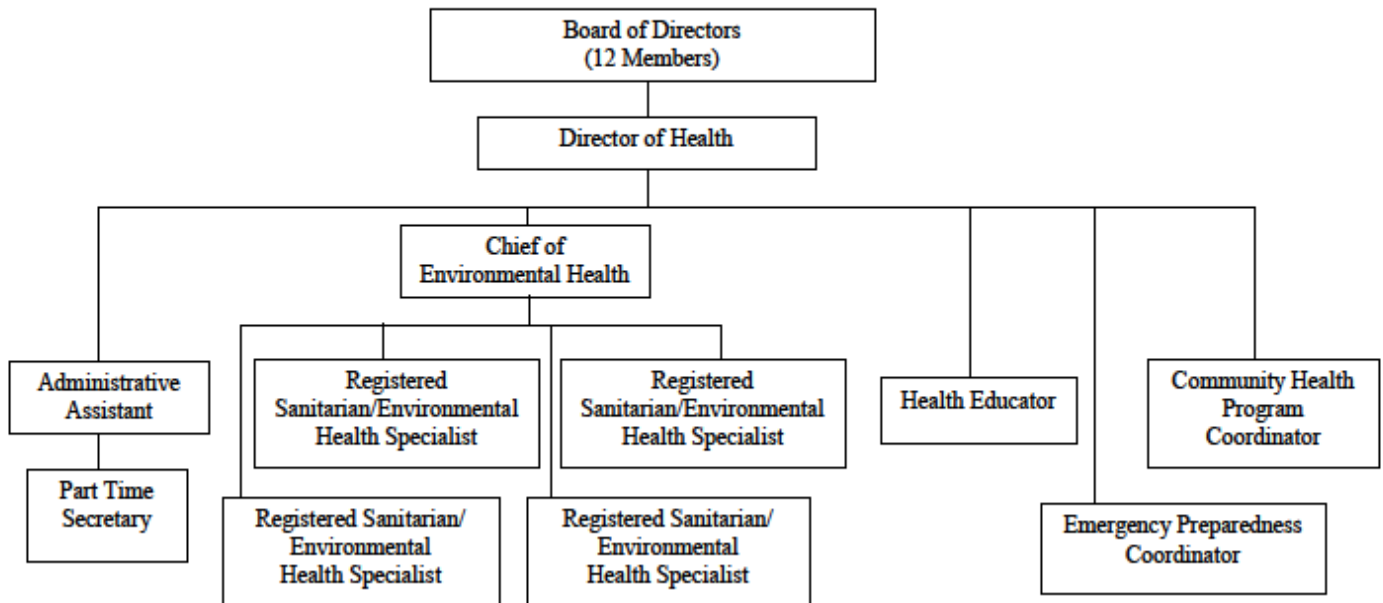 Board of Directors
(12 Members)
Director of Health
Chief of
Environmental Health
Administrative
Assistant
Registered
Sanitarian/Environmental
Health Specialist
Registered
Sanitarian/Environmental
Health Specialist
Health Educator
Community Health
Program
Coordinator
Part Time
Secretary
Registered Sanitarian/
Environmental
Health Specialist
Registered Sanitarian/
Environmental
Health Specialist
Emergency Preparedness
Coordinator